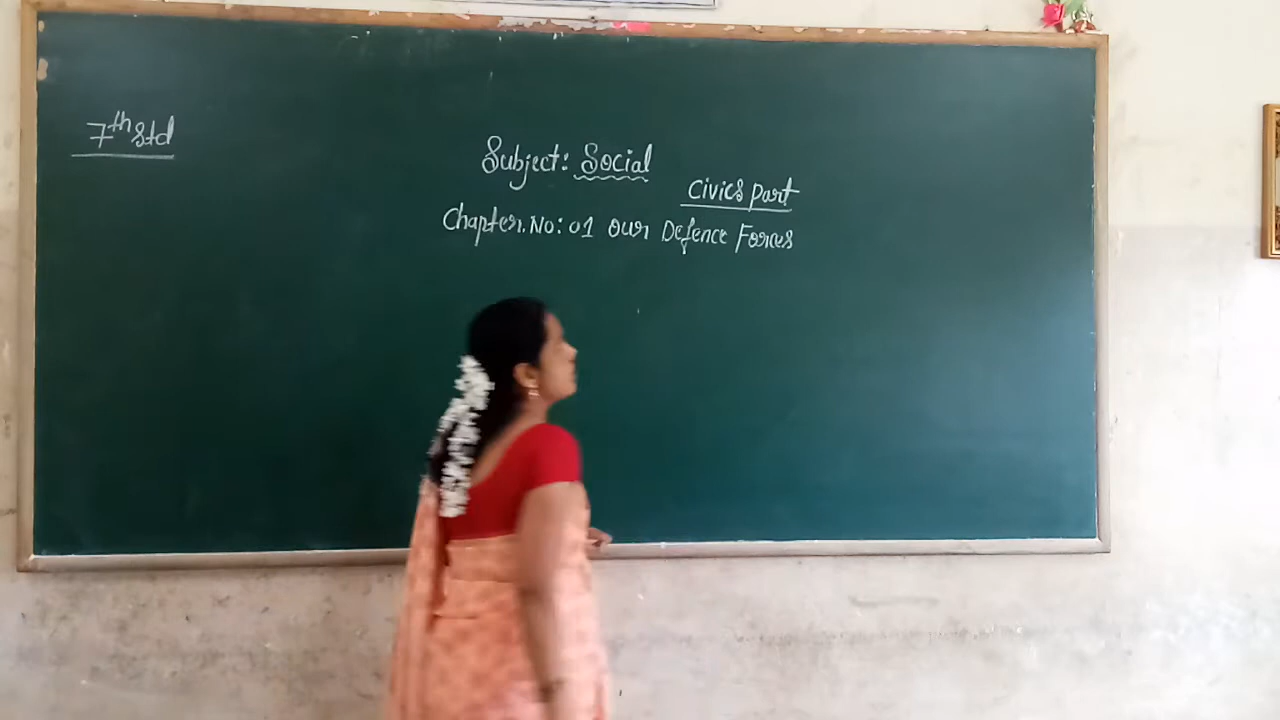 7th Std
Subject: Social
Civics part
Chapter.No: 01 Our Defence Forces